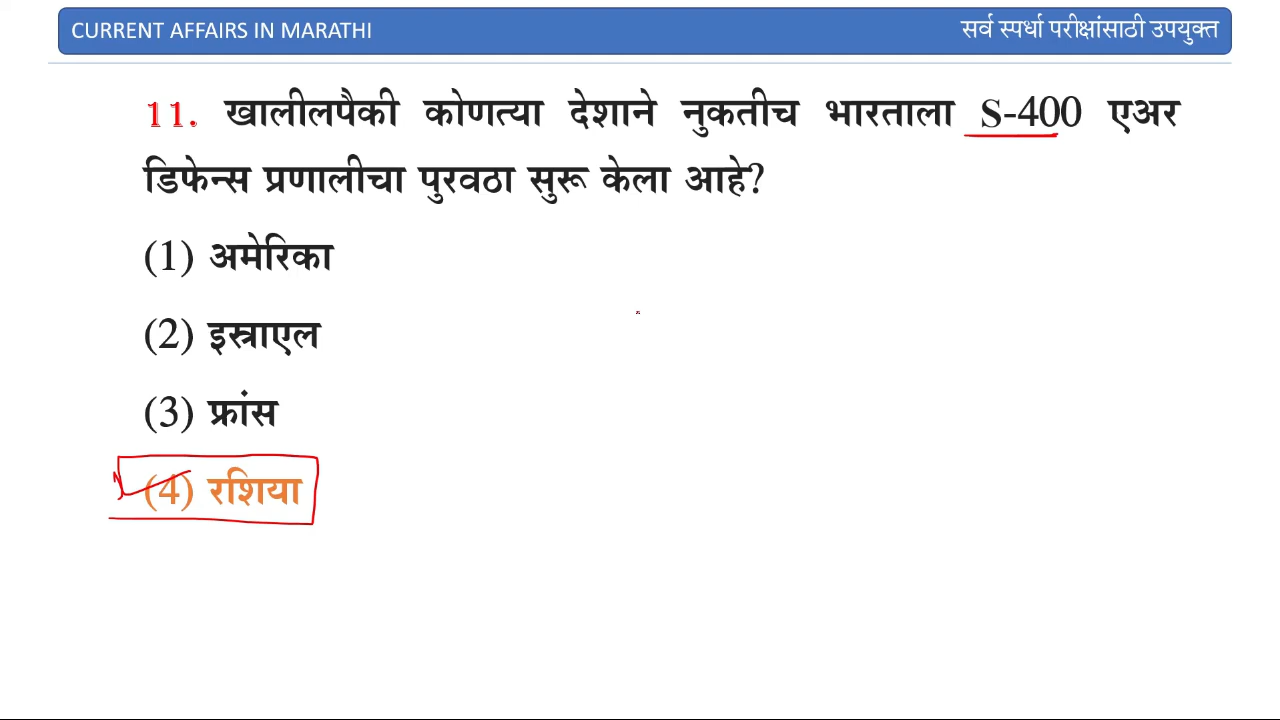 CURRENT AFFAIRS IN MARATHI
सर्व स्पर्धा परीक्षांसाठी उपयुक्त
11. खालीलपैकी कोणत्या देशाने नुकतीच भारताला S-400 एअर
डिफेन्स प्रणालीचा पुरवठा सुरू केला आहे?
(1) अमेरिका
(2) इस्राएल
(3) फ्रांस
(4) रशिया